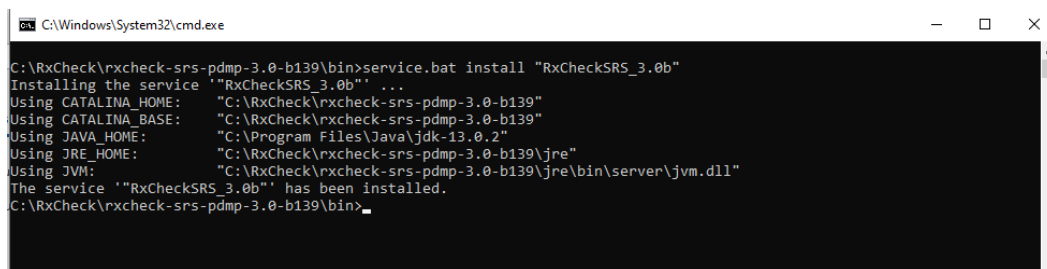 C:\Windows\System32\cmd.exe
C:\RxCheck\rxcheck-srs-pdmp-3.0-b139\bin>service.bat install "RxCheckSRS_3.0b"
Installing the service '"RxCheckSRS_3.0b"' ...
Using CATALINA_HOME:    "C:\RxCheck\rxcheck-srs-pdmp-3.0-b139"
Using CATALINA_BASE:    "C:\RxCheck\rxcheck-srs-pdmp-3.0-b139"
Using JAVA_HOME:        "C:\Program Files\Java\jdk-13.0.2"
Using JRE_HOME:         "C:\RxCheck\rxcheck-srs-pdmp-3.0-b139\jre"
Using JVM:              "C:\RxCheck\rxcheck-srs-pdmp-3.0-b139\jre\bin\server\jvm.dll"
The service '"RxCheckSRS_3.0b"' has been installed.
C:\RxCheck\rxcheck-srs-pdmp-3.0-b139\bin>